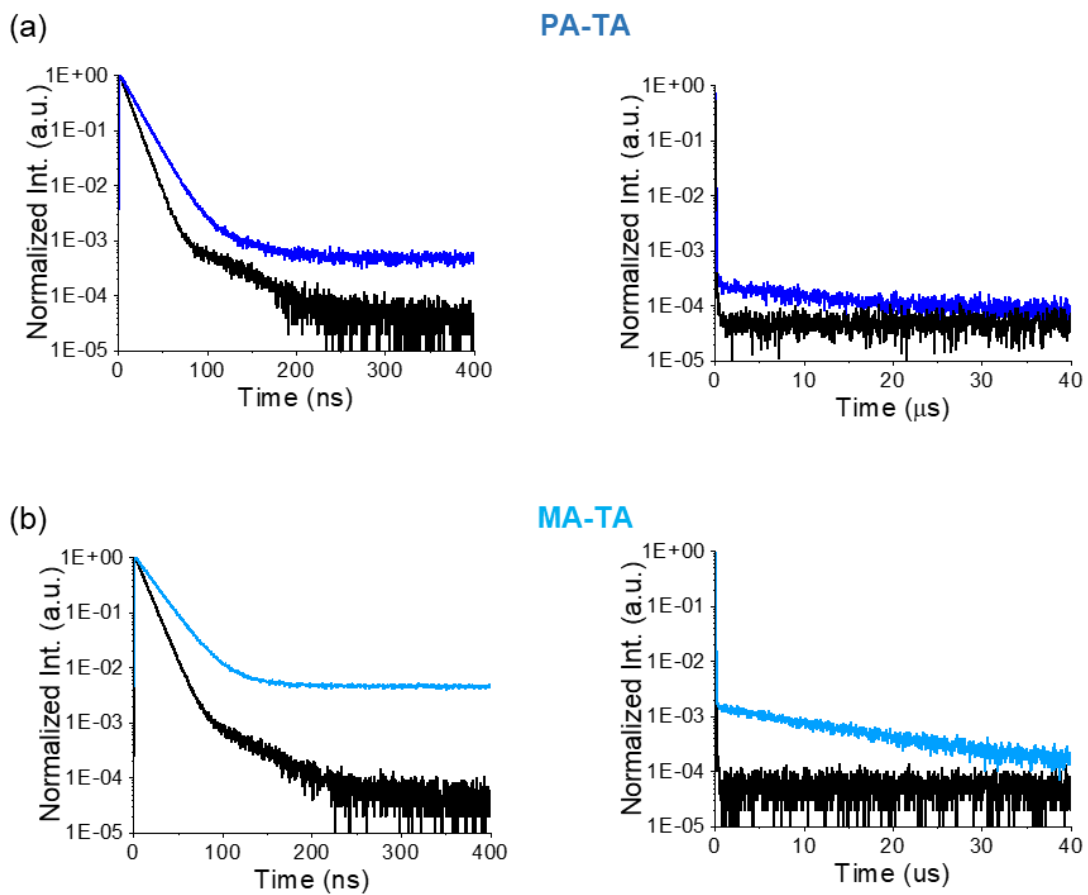 (a)
PA-TA
Normalized Int. (a.u.)
1E+00
1E-01
1E-02
1E-03
1E-04
1E-05
0
100
200
300
400
Time (ns)
Normalized Int. (a.u.)
1E+00
1E-01
1E-02
1E-03
1E-04
1E-05
0
10
20
30
40
Time (μs)
(b)
MA-TA
Normalized Int. (a.u.)
1E+00
1E-01
1E-02
1E-03
1E-04
1E-05
0
100
200
300
400
Time (ns)
Normalized Int. (a.u.)
1E+00
1E-01
1E-02
1E-03
1E-04
1E-05
0
10
20
30
40
Time (us)